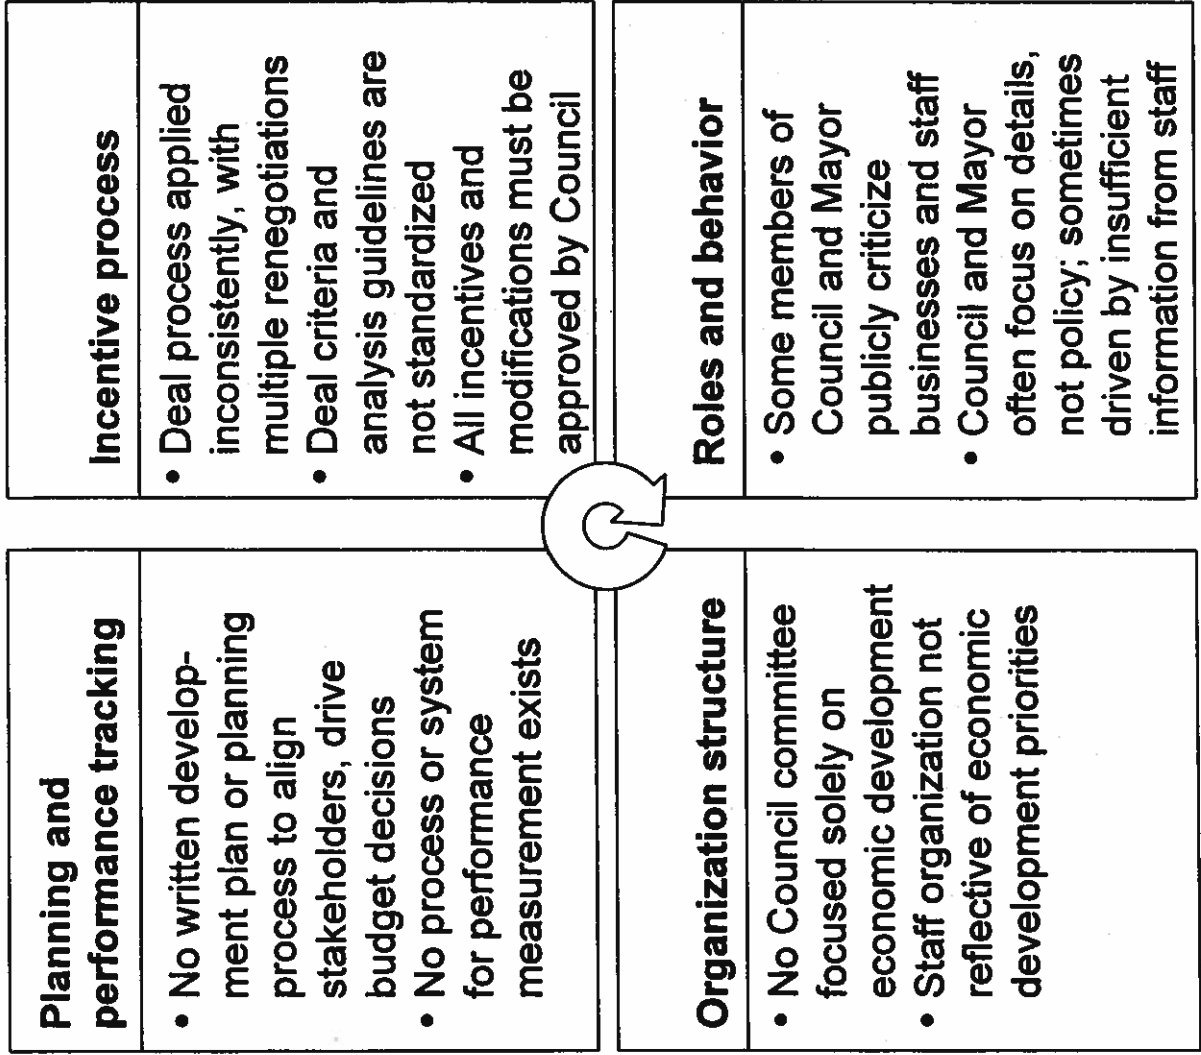 Planning and
performance tracking
• No written develop-
ment plan or planning
process to align
stakeholders, drive
budget decisions
• No process or system
for performance
measurement exists
Incentive process
• Deal process applied
inconsistently, with
multiple renegotiations
• Deal criteria and
analysis guidelines are
not standardized
• All incentives and
modifications must be
approved by Council
Organization structure
• No Council committee
focused solely on
economic development
• Staff organization not
reflective of economic
development priorities
Roles and behavior
• Some members of
Council and Mayor
publicly criticize
businesses and staff
• Council and Mayor
often focus on details,
not policy; sometimes
driven by insufficient
information from staff